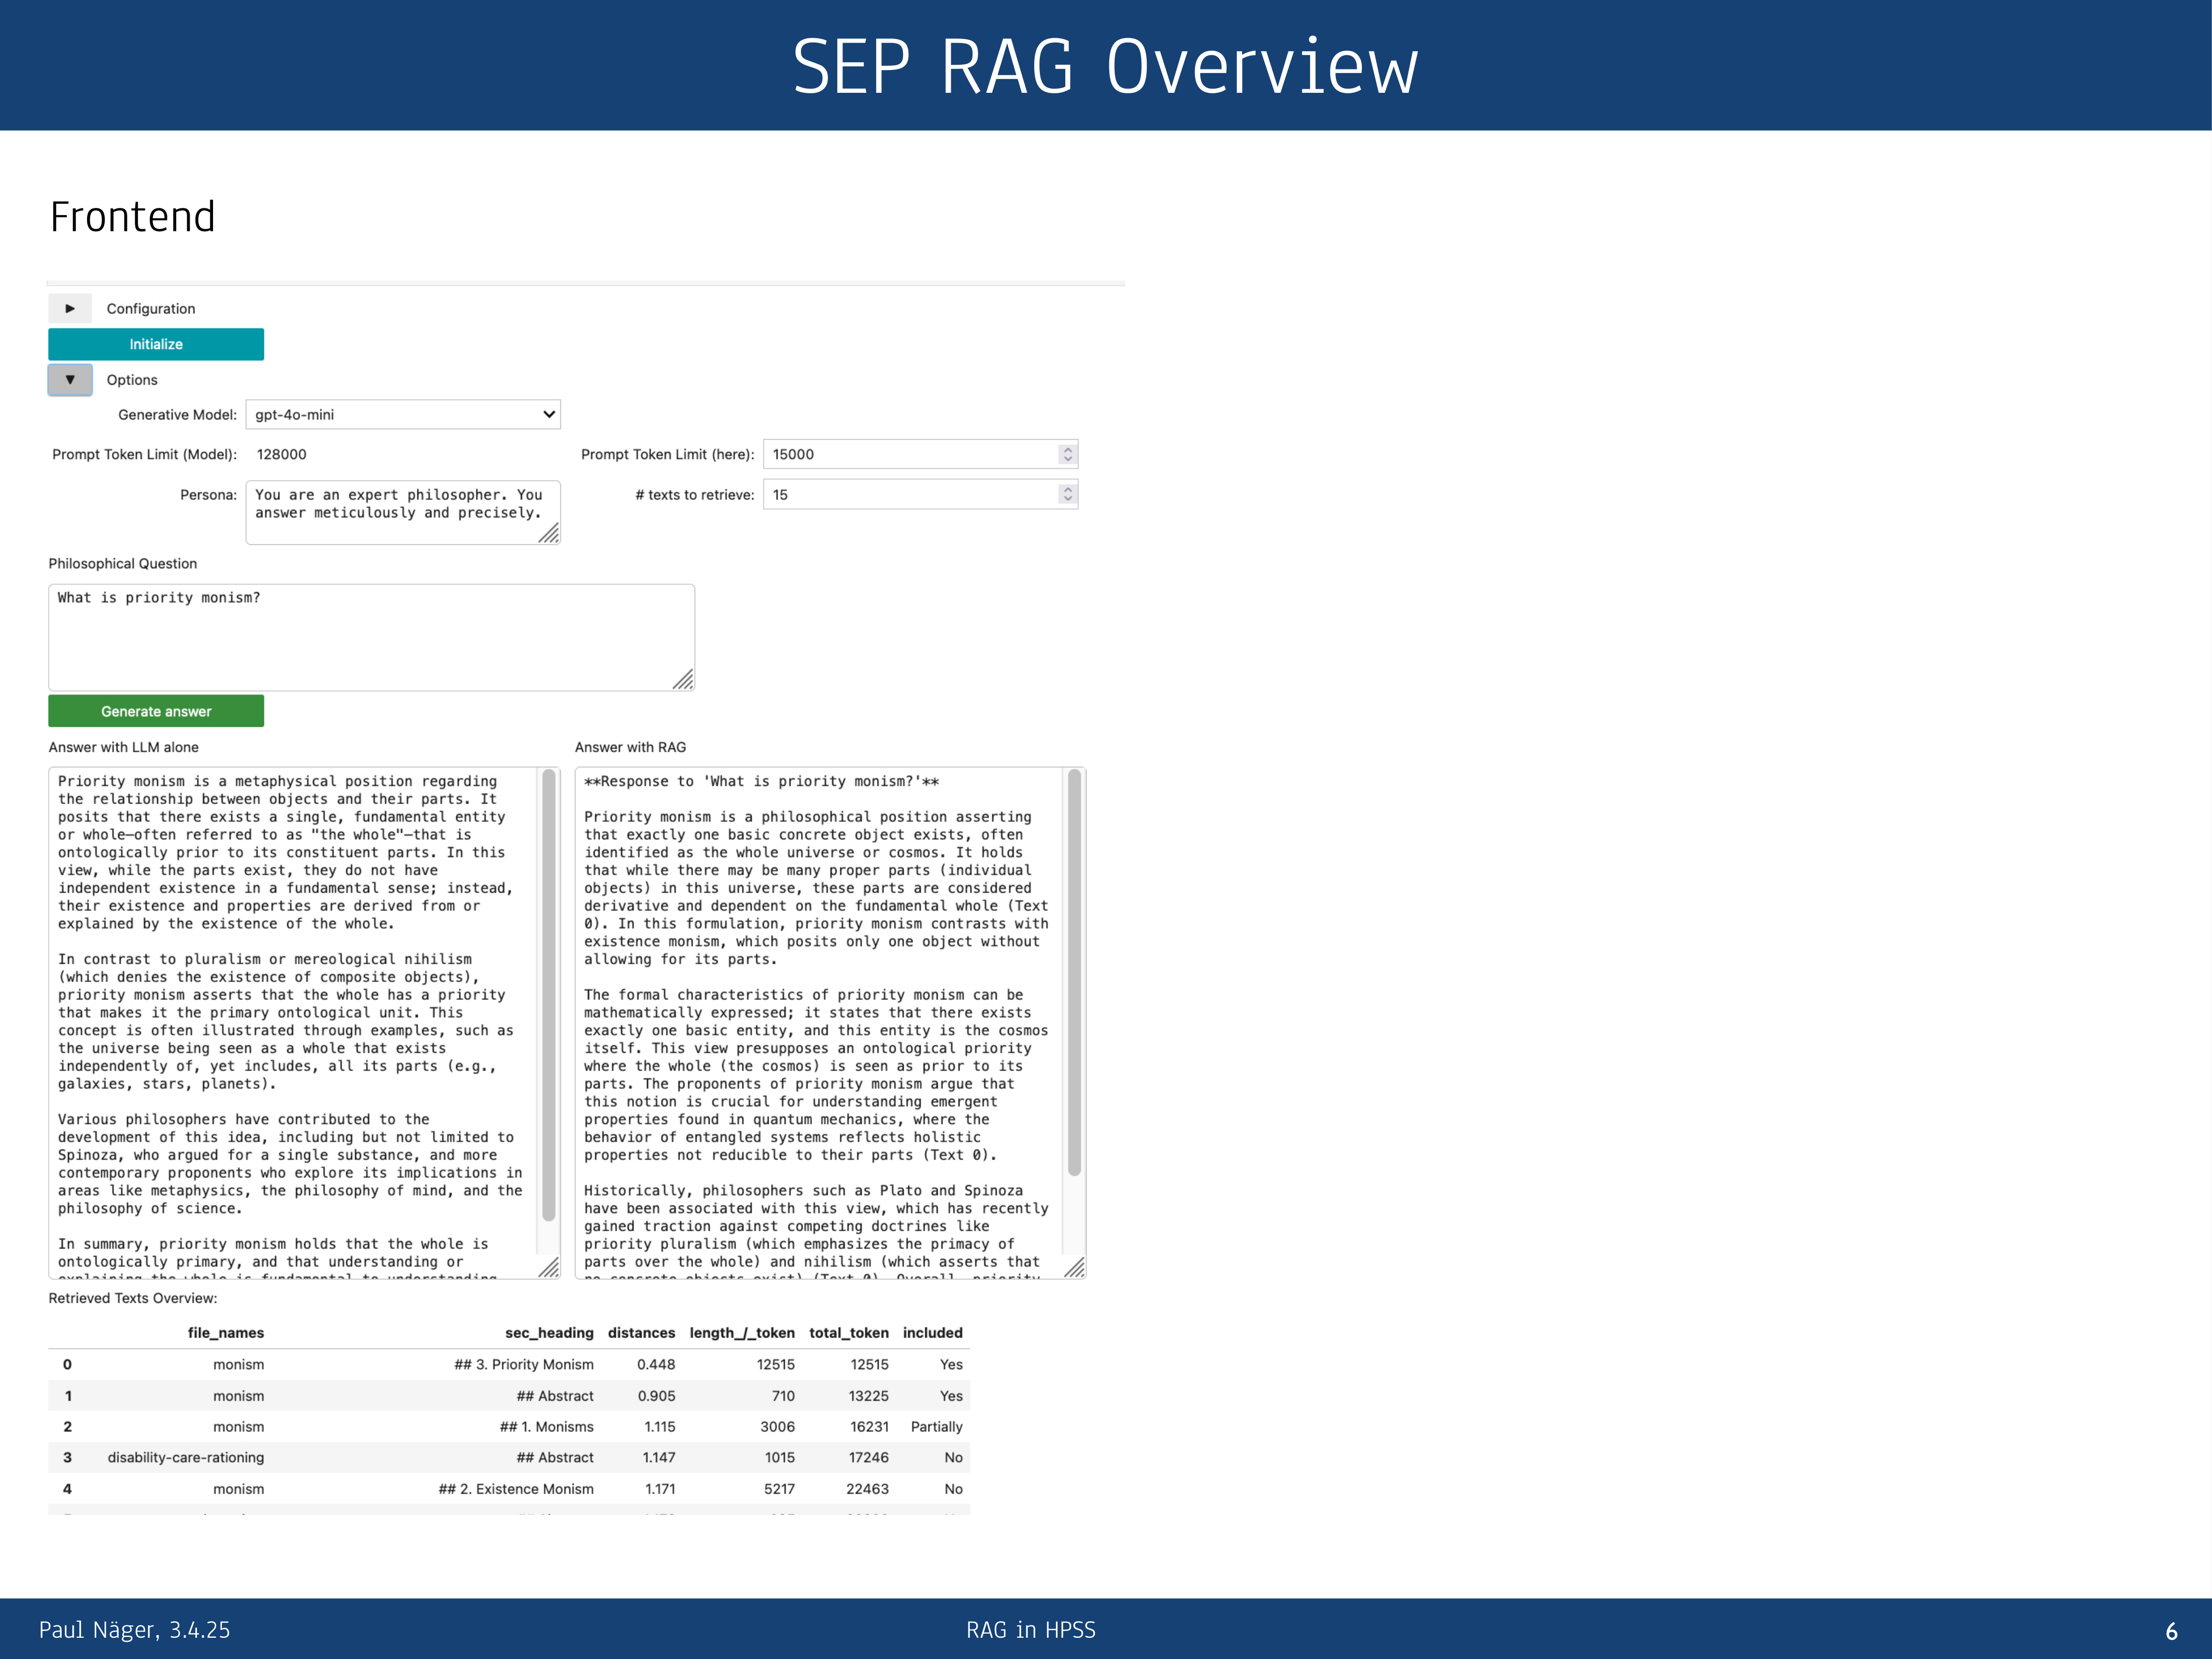 SEP RAG Overview
Frontend
▶ Configuration
Initialize
▼ Options
Generative Model: gpt-4o-mini
Prompt Token Limit (Model): 128000 Prompt Token Limit (here): 15000
Persona: You are an expert philosopher. You
answer meticulously and precisely.
# texts to retrieve: 15
Philosophical Question
What is priority monism?
Generate answer
Answer with LLM alone
Priority monism is a metaphysical position regarding
the relationship between objects and their parts. It
posits that there exists a single, fundamental entity
or whole—often referred to as "the whole"—that is
ontologically prior to its constituent parts. In this
view, while the parts exist, they do not have
independent existence in a fundamental sense; instead,
their existence and properties are derived from or
explained by the existence of the whole.
In contrast to pluralism or mereological nihilism
(which denies the existence of composite objects),
priority monism asserts that the whole has a priority
that makes it the primary ontological unit. This
concept is often illustrated through examples, such as
the universe being seen as a whole that exists
independently of, yet includes, all its parts (e.g.,
galaxies, stars, planets).
Various philosophers have contributed to the
development of this idea, including but not limited to
Spinoza, who argued for a single substance, and more
contemporary proponents who explore its implications in
areas like metaphysics, the philosophy of mind, and the
philosophy of science.
In summary, priority monism holds that the whole is
ontologically primary, and that understanding or
explaining the whole is fundamental to understanding
Answer with RAG
**Response to 'What is priority monism?'**
Priority monism is a philosophical position asserting
that exactly one basic concrete object exists, often
identified as the whole universe or cosmos. It holds
that while there may be many proper parts (individual
objects) in this universe, these parts are considered
derivative and dependent on the fundamental whole (Text
0). In this formulation, priority monism contrasts with
existence monism, which posits only one object without
allowing for its parts.
The formal characteristics of priority monism can be
mathematically expressed; it states that there exists
exactly one basic entity, and this entity is the cosmos
itself. This view presupposes an ontological priority
where the whole (the cosmos) is seen as prior to its
parts. The proponents of priority monism argue that
this notion is crucial for understanding emergent
properties found in quantum mechanics, where the
behavior of entangled systems reflects holistic
properties not reducible to their parts (Text 0).
Historically, philosophers such as Plato and Spinoza
have been associated with this view, which has recently
gained traction against competing doctrines like
priority pluralism (which emphasizes the primacy of
parts over the whole) and nihilism (which asserts that
no concrete objects exist) (Text 0). Overall, priority
Retrieved Texts Overview:
file_names sec_heading distances length_/_token total_token included
0 monism ## 3. Priority Monism 0.448 12515 12515 Yes
1 monism ## Abstract 0.905 710 13225 Yes
2 monism ## 1. Monisms 1.115 3006 16231 Partially
3 disability-care-rationing ## Abstract 1.147 1015 17246 No
4 monism ## 2. Existence Monism 1.171 5217 22463 No
Paul Näger, 3.4.25 RAG in HPSS 6